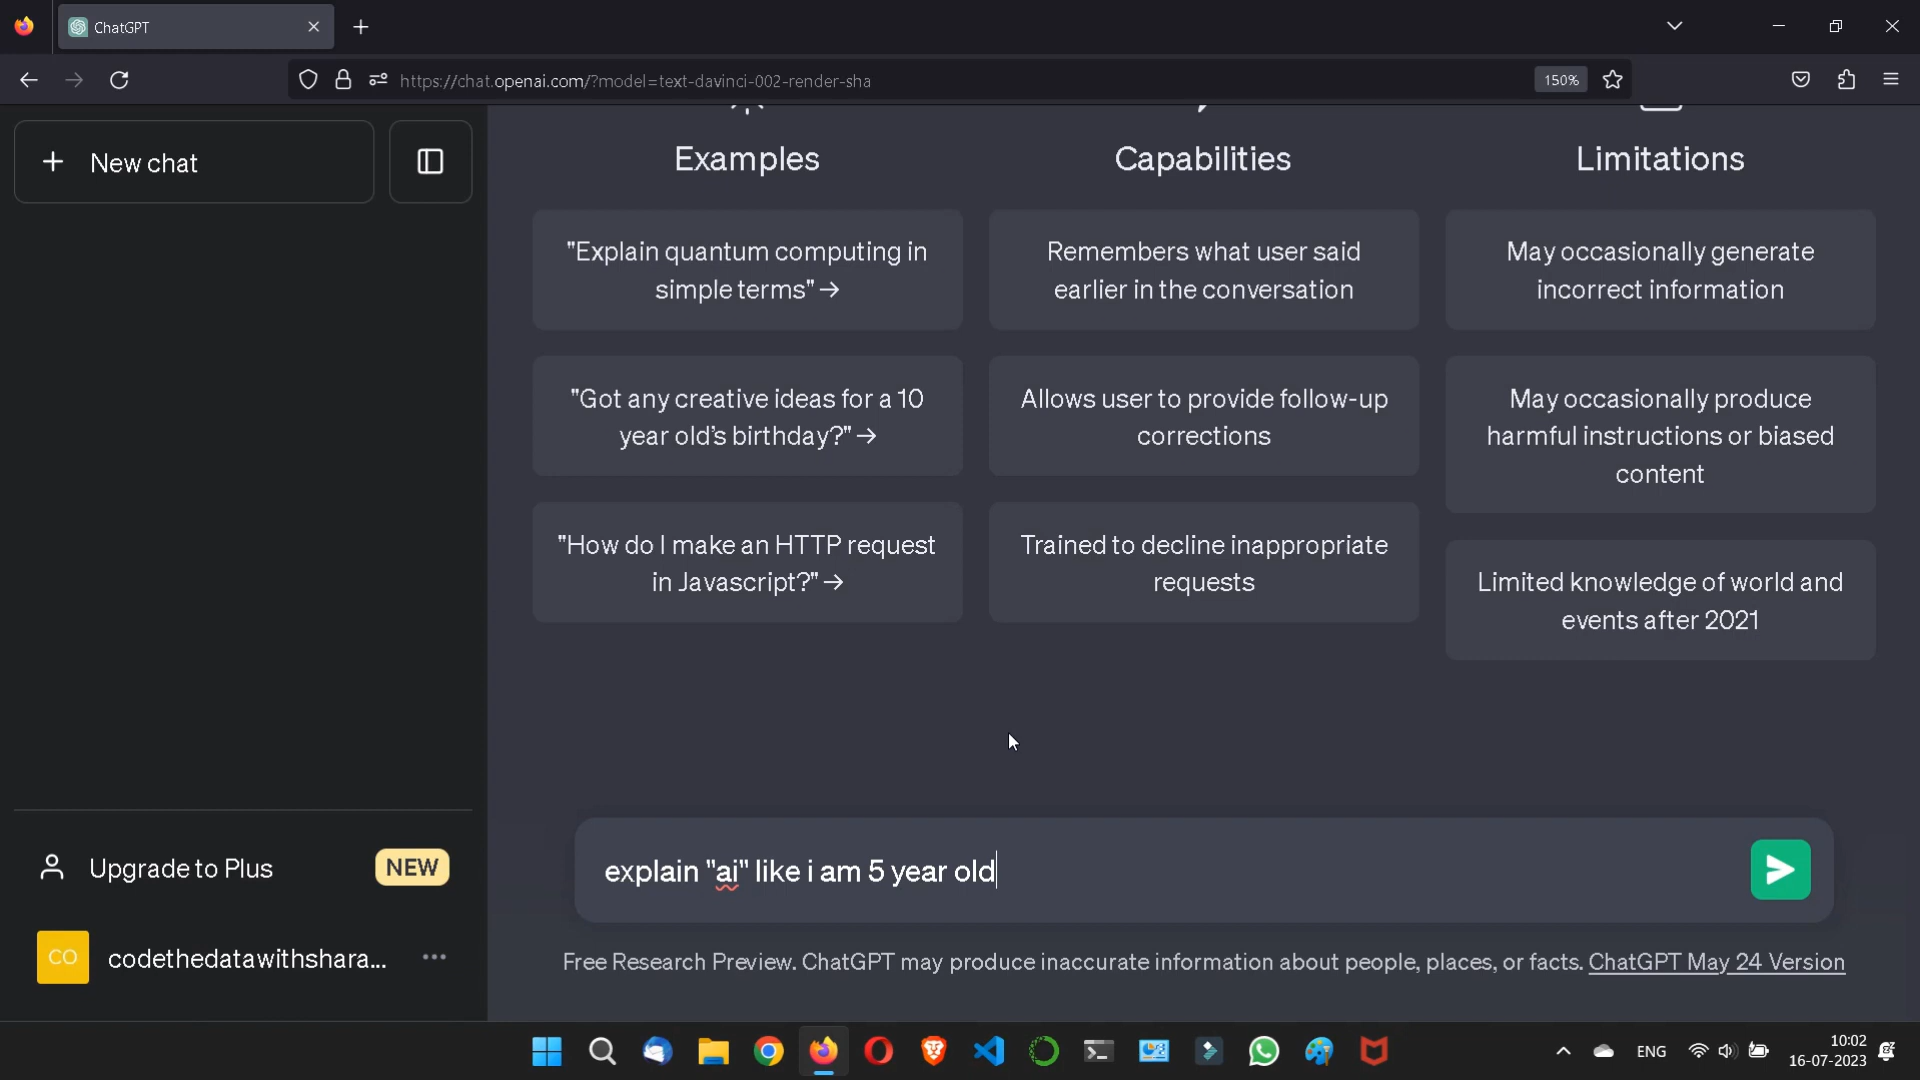 ChatGPT
https://chat.openai.com/?model=text-davinci-002-render-sha
150%
New chat
Examples
"Explain quantum computing in
simple terms" →
"Got any creative ideas for a 10
year old's birthday?" →
"How do I make an HTTP request
in Javascript?" →
Capabilities
Remembers what user said
earlier in the conversation
Allows user to provide follow-up
corrections
Trained to decline inappropriate
requests
Limitations
May occasionally generate
incorrect information
May occasionally produce
harmful instructions or biased
content
Limited knowledge of world and
events after 2021
Upgrade to Plus
NEW
CO
codethedatawithshara...
explain "ai" like i am 5 year old
Free Research Preview. ChatGPT may produce inaccurate information about people, places, or facts. ChatGPT May 24 Version
ENG
10:02
16-07-2023